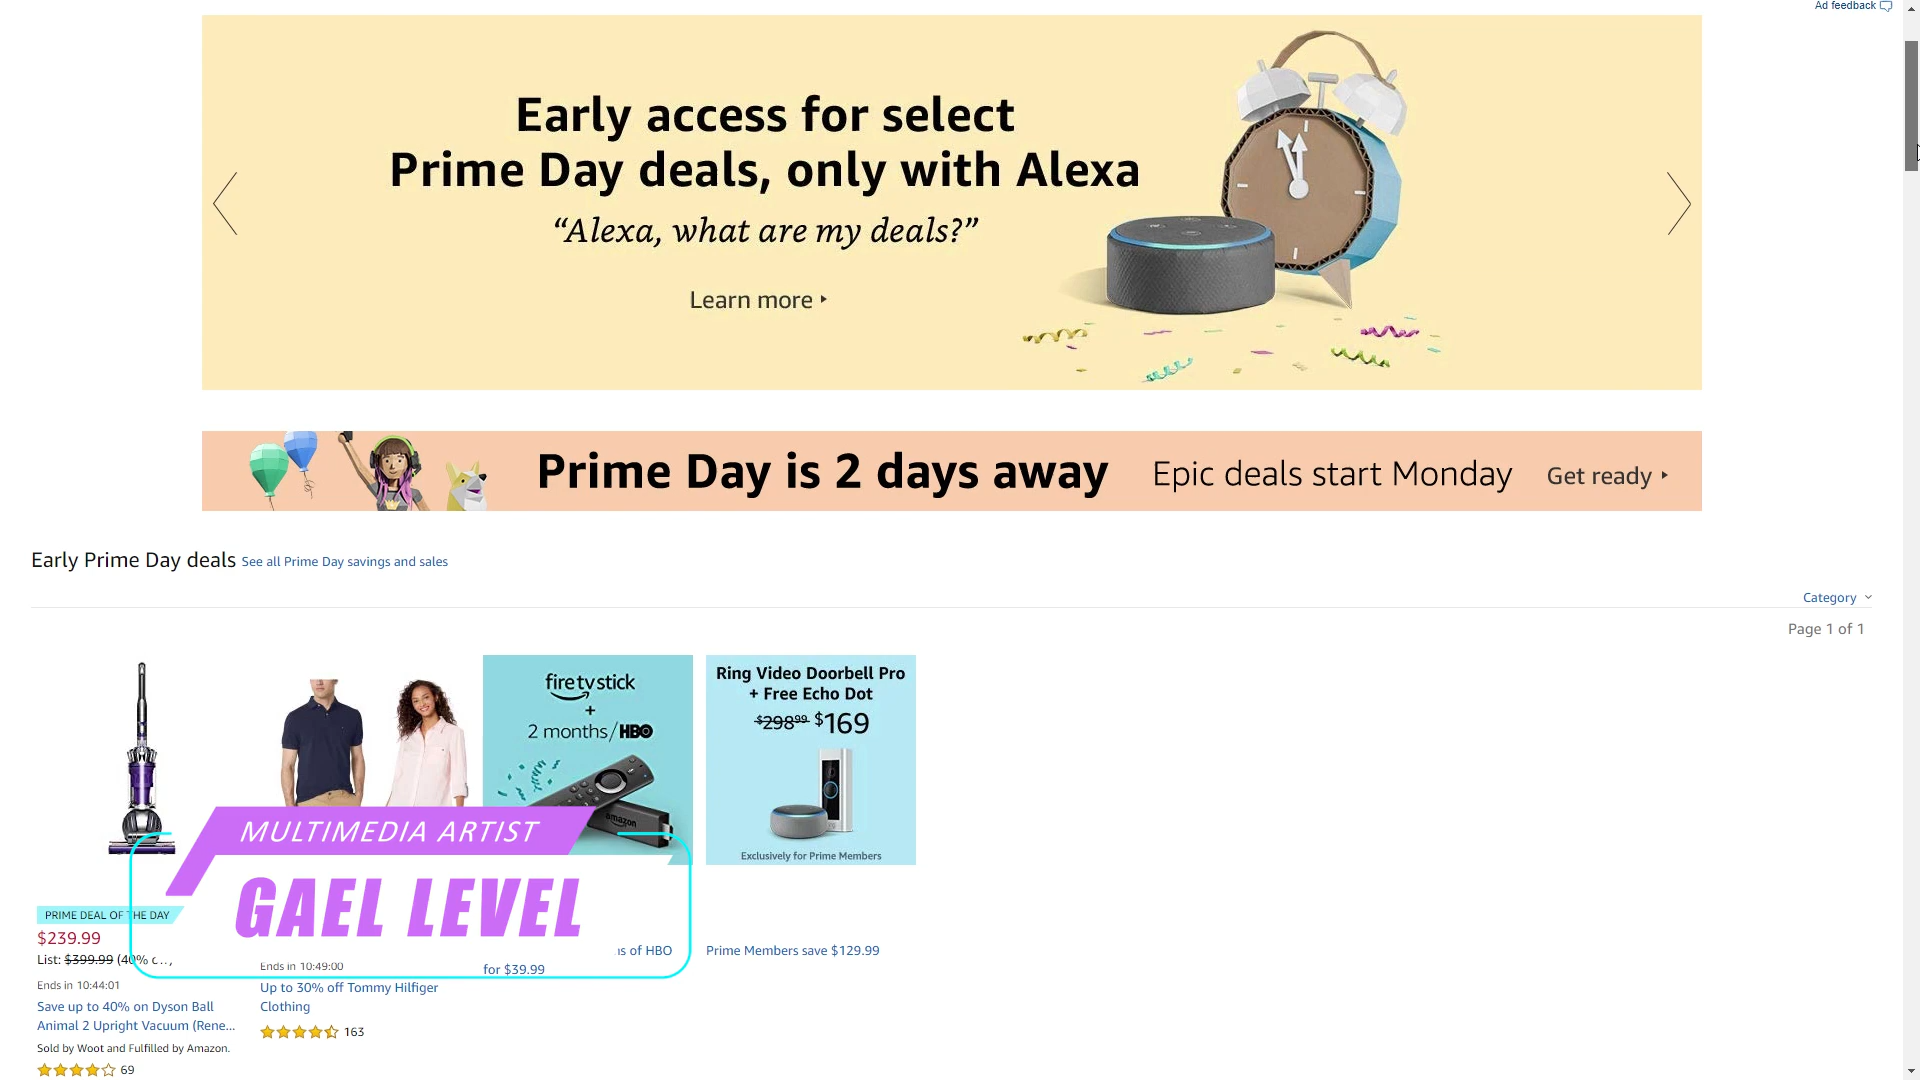 Ad feedback
Early access for select
Prime Day deals, only with Alexa
“Alexa, what are my deals?”
Learn more
Prime Day is 2 days away
Epic deals start Monday
Get ready
Early Prime Day deals See all Prime Day savings and sales
Category
Page 1 of 1
firetvstick
+
2 months/HBO
amazon
Ring Video Doorbell Pro
+ Free Echo Dot
$298.99 $169
Exclusively for Prime Members
MULTIMEDIA ARTIST
GAEL LEVEL
PRIME DEAL OF THE DAY
$239.99
List: $399.99 (40%
Ends in 10:44:01
Save up to 40% on Dyson Ball
Animal 2 Upright Vacuum (Rene...
Sold by Woot and Fulfilled by Amazon.
69
Ends in 10:49:00
Up to 30% off Tommy Hilfiger
Clothing
163
of HBO
for $39.99
Prime Members save $129.99